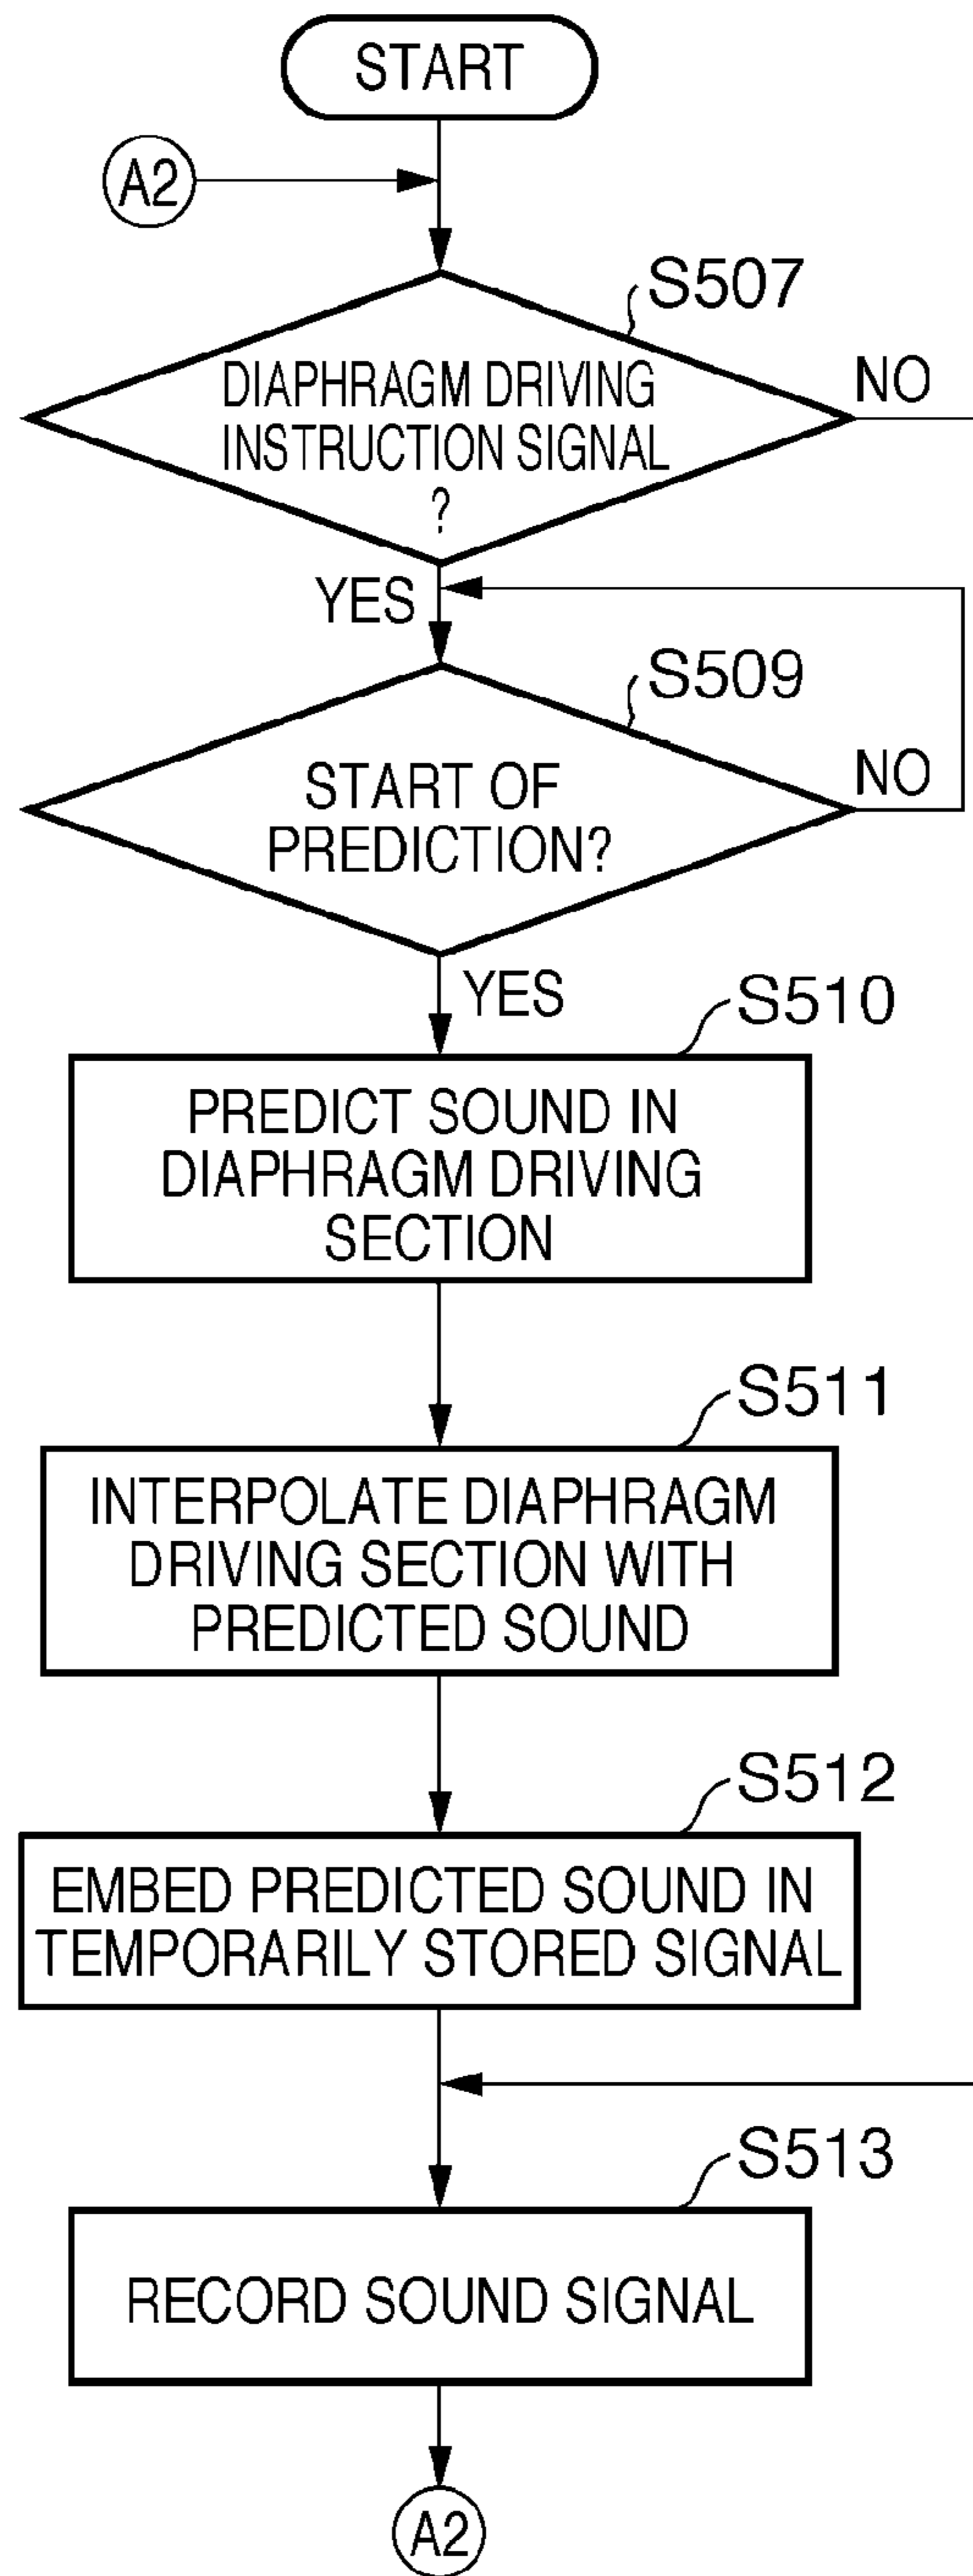 START
A2
S507
DIAPHRAGM DRIVING
INSTRUCTION SIGNAL
?
NO
YES
S509
START OF
PREDICTION?
NO
YES
S510
PREDICT SOUND IN
DIAPHRAGM DRIVING
SECTION
S511
INTERPOLATE DIAPHRAGM
DRIVING SECTION WITH
PREDICTED SOUND
S512
EMBED PREDICTED SOUND IN
TEMPORARILY STORED SIGNAL
S513
RECORD SOUND SIGNAL
A2